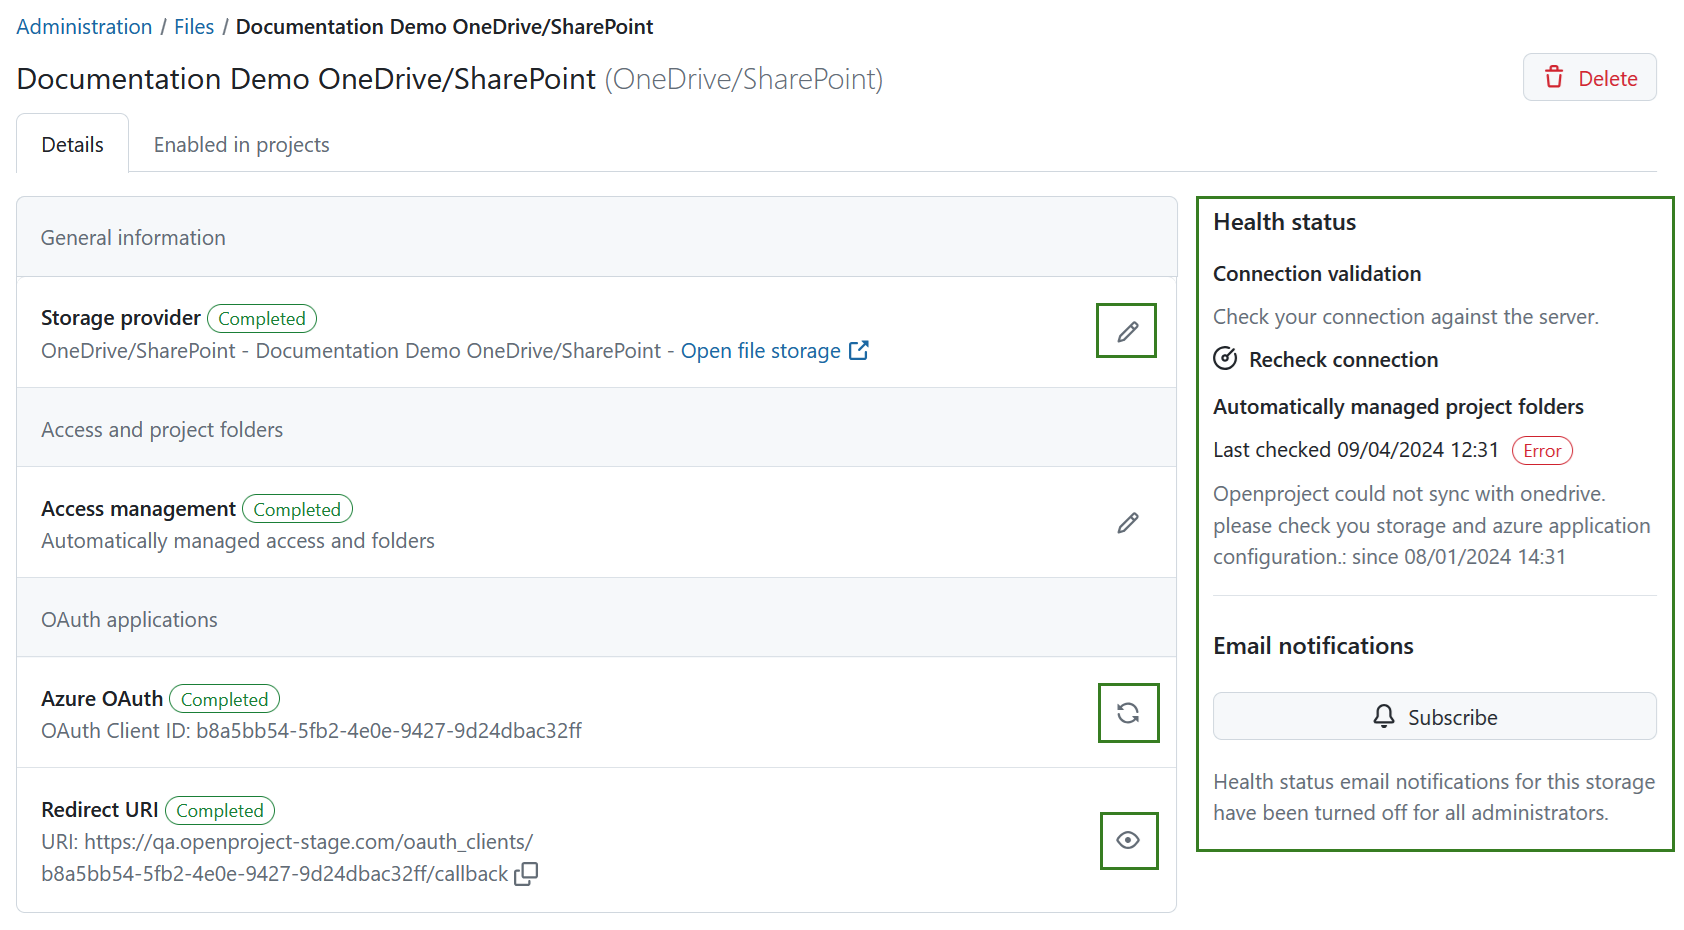 Administration / Files / Documentation Demo OneDrive/SharePoint
Documentation Demo OneDrive/SharePoint (OneDrive/SharePoint)
Delete
Details
Enabled in projects
General information
Storage provider Completed
OneDrive/SharePoint - Documentation Demo OneDrive/SharePoint - Open file storage
Access and project folders
Access management Completed
Automatically managed access and folders
OAuth applications
Azure OAuth Completed
OAuth Client ID: b8a5bb54-5fb2-4e0e-9427-9d24dbac32ff
Redirect URI Completed
URI: https://qa.openproject-stage.com/oauth_clients/
b8a5bb54-5fb2-4e0e-9427-9d24dbac32ff/callback
Health status
Connection validation
Check your connection against the server.
Recheck connection
Automatically managed project folders
Last checked 09/04/2024 12:31 Error
Openproject could not sync with onedrive.
please check you storage and azure application
configuration.: since 08/01/2024 14:31
Email notifications
Subscribe
Health status email notifications for this storage
have been turned off for all administrators.